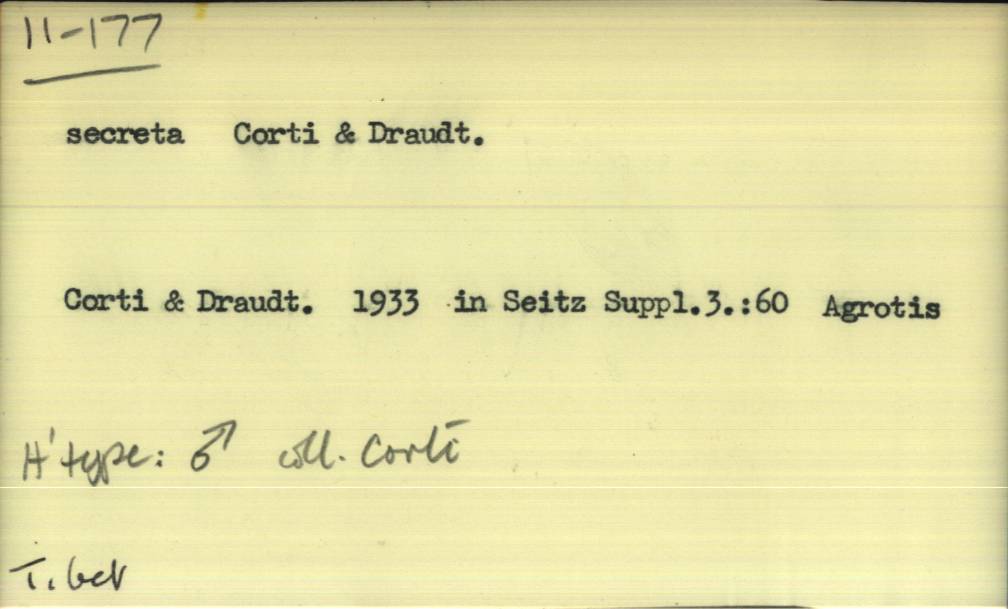 11-177
secreta Corti & Draudt.
Corti & Draudt. 1933 in Seitz Suppl.3.:60 Agrotis
H'type: ♂ coll. Corti
Tibet